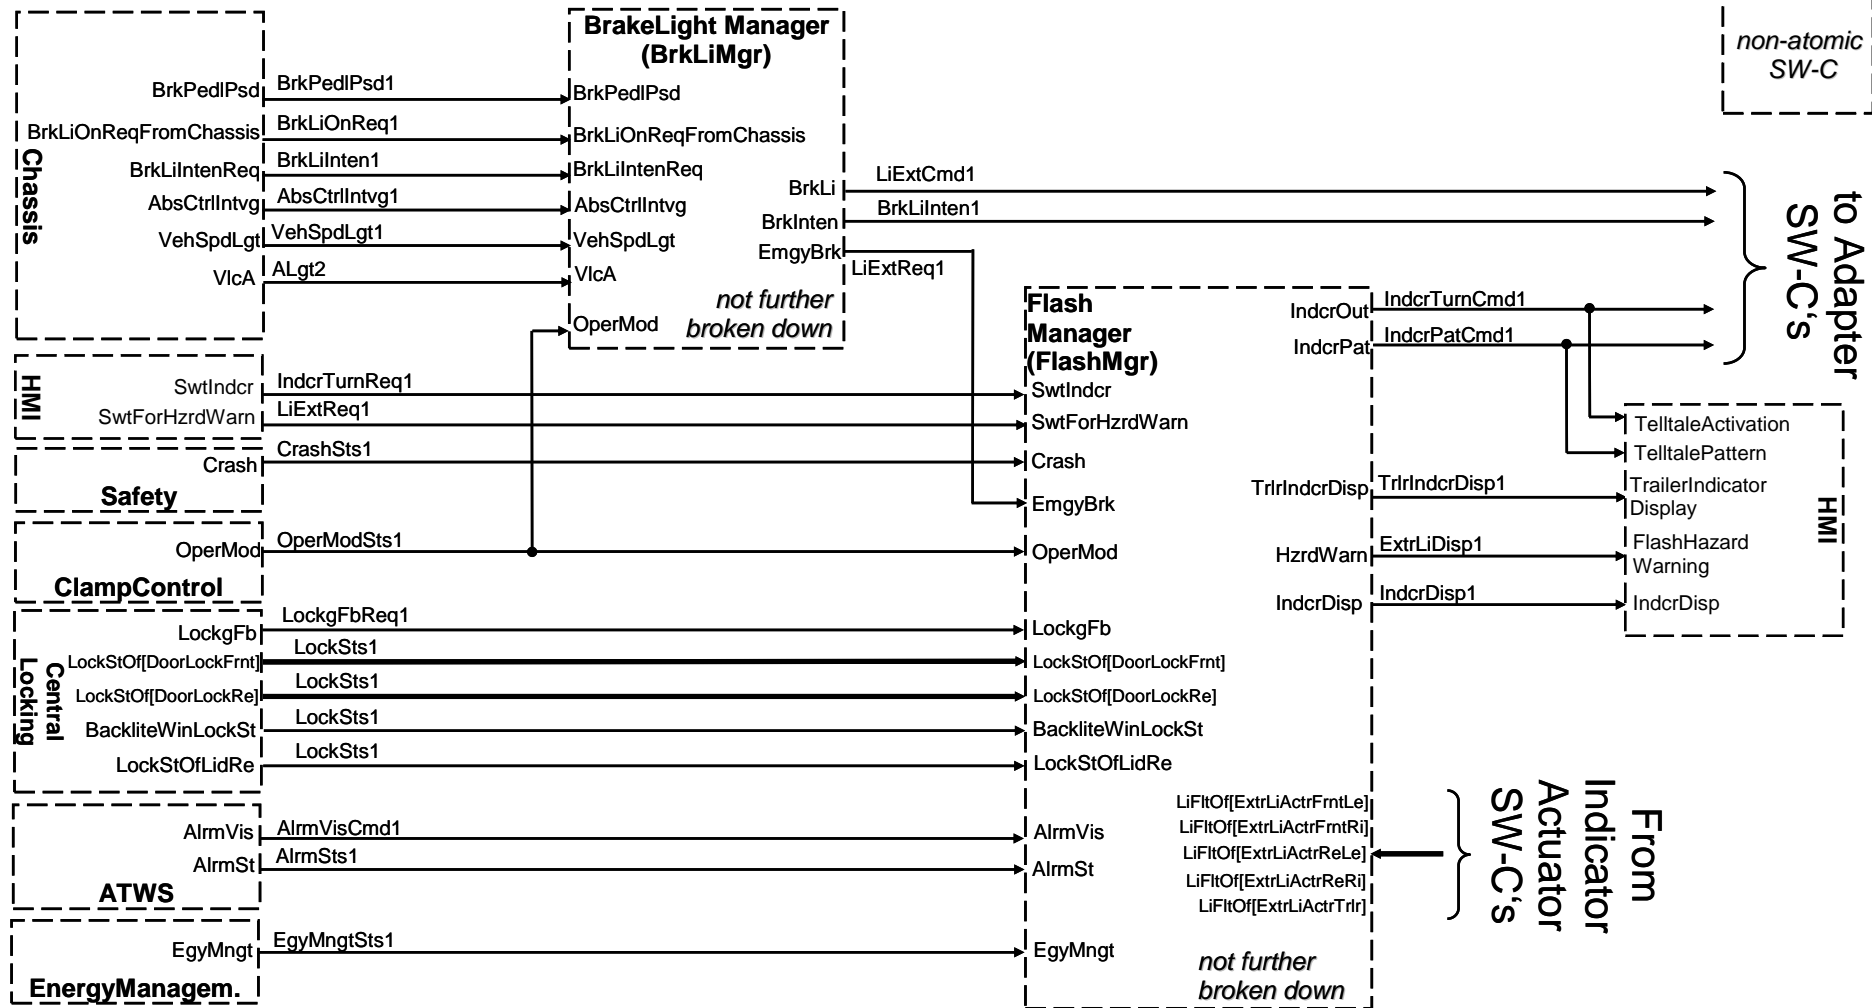 BrakeLight Manager
(BrkLiMgr)
non-atomic
SW-C
Chassis
BrkPedlPsd
BrkPedlPsd1
BrkPedlPsd
BrkLiOnReqFromChassis
BrkLiOnReq1
BrkLiOnReqFromChassis
BrkLiIntenReq
BrkLiInten1
BrkLiIntenReq
AbsCtrlIntvg
AbsCtrlIntvg1
AbsCtrlIntvg
VehSpdLgt
VehSpdLgt1
VehSpdLgt
VlcA
ALgt2
VlcA
OperMod
BrkLi
LiExtCmd1
BrkInten
BrkLiInten1
EmgyBrk
LiExtReq1
not further
broken down
to Adapter
SW-C's
Flash
Manager
(FlashMgr)
IndcrOut
IndcrTurnCmd1
IndcrPat
IndcrPatCmd1
HMI
SwtIndcr
IndcrTurnReq1
SwtIndcr
SwtForHzrdWarn
LiExtReq1
SwtForHzrdWarn
Crash
CrashSts1
Crash
Safety
EmgyBrk
OperMod
OperModSts1
OperMod
ClampControl
TelltaleActivation
TelltalePattern
TrlrIndcrDisp
TrlrIndcrDisp1
TrailerIndicator
Display
HzrdWarn
ExtrLiDisp1
FlashHazard
Warning
IndcrDisp
IndcrDisp1
IndcrDisp
HMI
Central
Locking
LockgFb
LockgFbReq1
LockgFb
LockStOf[DoorLockFrnt]
LockSts1
LockStOf[DoorLockFrnt]
LockStOf[DoorLockRe]
LockSts1
LockStOf[DoorLockRe]
BackliteWinLockSt
LockSts1
BackliteWinLockSt
LockStOfLidRe
LockSts1
LockStOfLidRe
AlrmVis
AlrmVisCmd1
AlrmVis
AlrmSt
AlrmSts1
AlrmSt
ATWS
LiFltOf[ExtrLiActrFrntLe]
LiFltOf[ExtrLiActrFrntRi]
LiFltOf[ExtrLiActrReLe]
LiFltOf[ExtrLiActrReRi]
LiFltOf[ExtrLiActrTrlr]
From
Indicator
Actuator
SW-C's
EgyMngt
EgyMngtSts1
EgyMngt
EnergyManagem.
not further
broken down